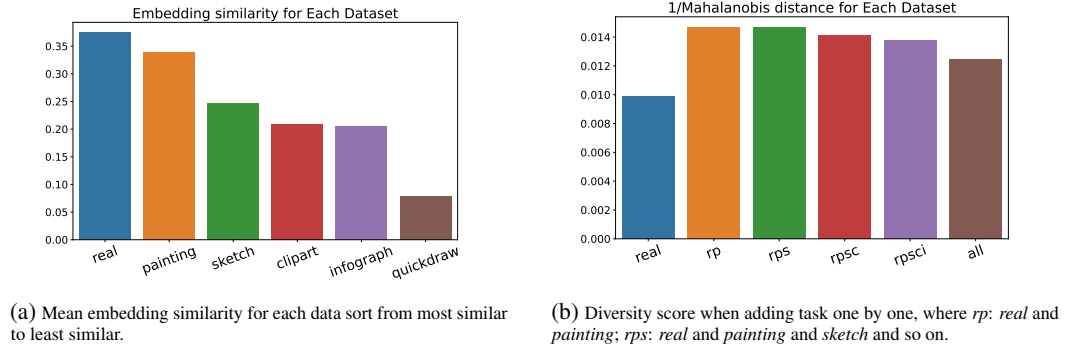 Embedding similarity for Each Dataset
0.35
0.30
0.25
0.20
0.15
0.10
0.05
0.00
real painting sketch clipart infograph quickdraw
(a) Mean embedding similarity for each data sort from most similar
to least similar.
1/Mahalanobis distance for Each Dataset
0.014
0.012
0.010
0.008
0.006
0.004
0.002
0.000
real rp rps rpsc rpsci all
(b) Diversity score when adding task one by one, where rp: real and
painting; rps: real and painting and sketch and so on.